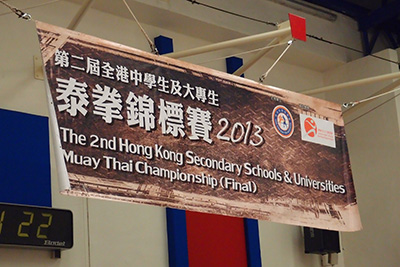 第二屆全港中學生及大專生
泰拳錦標賽2013
The 2nd Hong Kong Secondary Schools & Universities
Muay Thai Championship (Final)
22